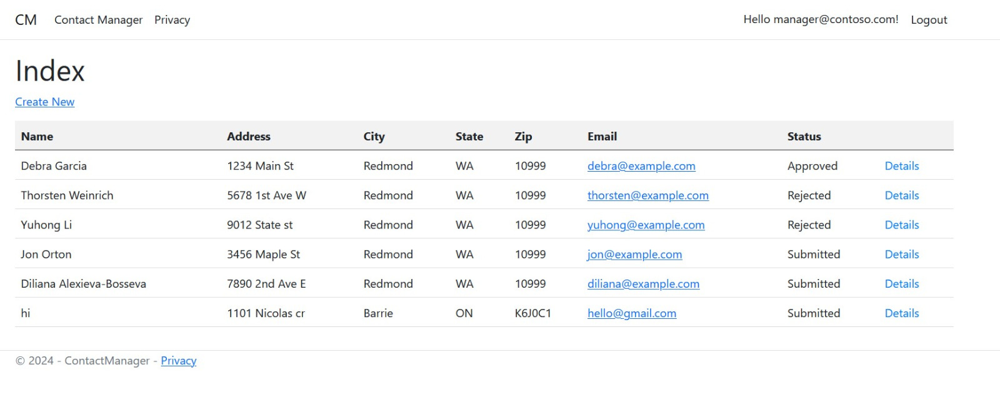 CM Contact Manager Privacy Hello manager@contoso.com! Logout
Index
Create New
Name Address City State Zip Email Status
Debra Garcia 1234 Main St Redmond WA 10999 debra@example.com Approved Details
Thorsten Weinrich 5678 1st Ave W Redmond WA 10999 thorsten@example.com Rejected Details
Yuhong Li 9012 State st Redmond WA 10999 yuhong@example.com Rejected Details
Jon Orton 3456 Maple St Redmond WA 10999 jon@example.com Submitted Details
Diliana Alexieva-Bosseva 7890 2nd Ave E Redmond WA 10999 diliana@example.com Submitted Details
hi 1101 Nicolas cr Barrie ON K6J0C1 hello@gmail.com Submitted Details
© 2024 - ContactManager - Privacy